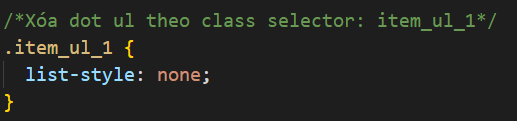 /*Xóa dot ul theo class selector: item_ul_1*/
.item_ul_1 {
  list-style: none;
}